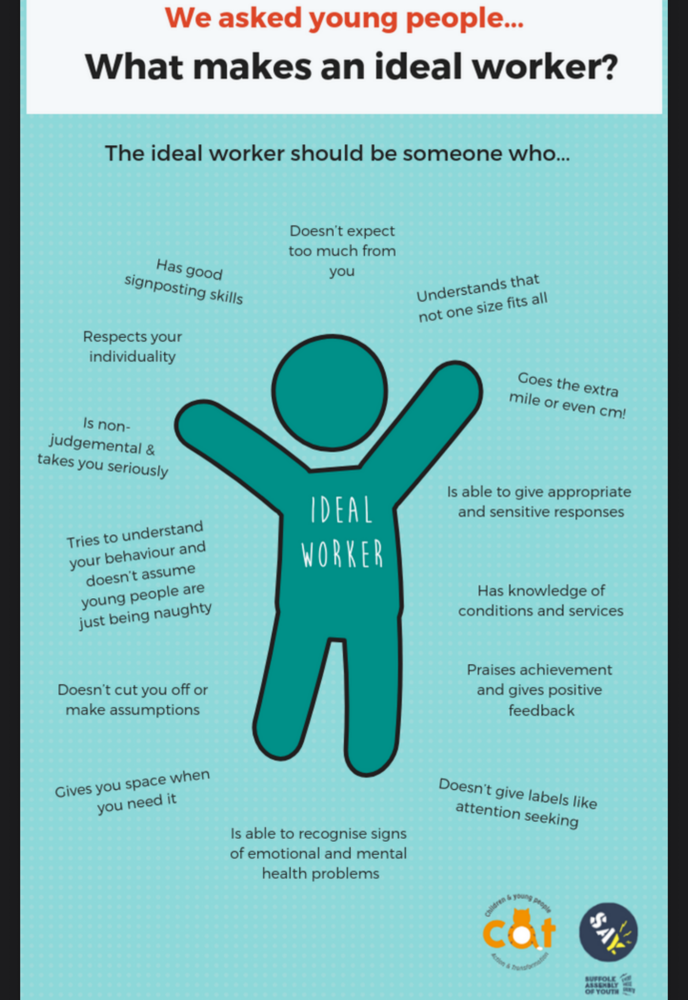 We asked young people...
What makes an ideal worker?
The ideal worker should be someone who...
Doesn't expect
too much from
you
Has good
signposting skills
Understands that
not one size fits all
Respects your
individuality
Goes the extra
mile or even cm!
Is non-
judgemental &
takes you seriously
Is able to give appropriate
and sensitive responses
IDEAL
WORKER
Tries to understand
your behaviour and
doesn't assume
young people are
just being naughty
Has knowledge of
conditions and services
Praises achievement
and gives positive
feedback
Doesn't cut you off or
make assumptions
Gives you space when
you need it
Doesn't give labels like
attention seeking
Is able to recognise signs
of emotional and mental
health problems
Children & young people
cat
Action & Transformation
SAY
SUFFOLK
ASSEMBLY
OF YOUTH